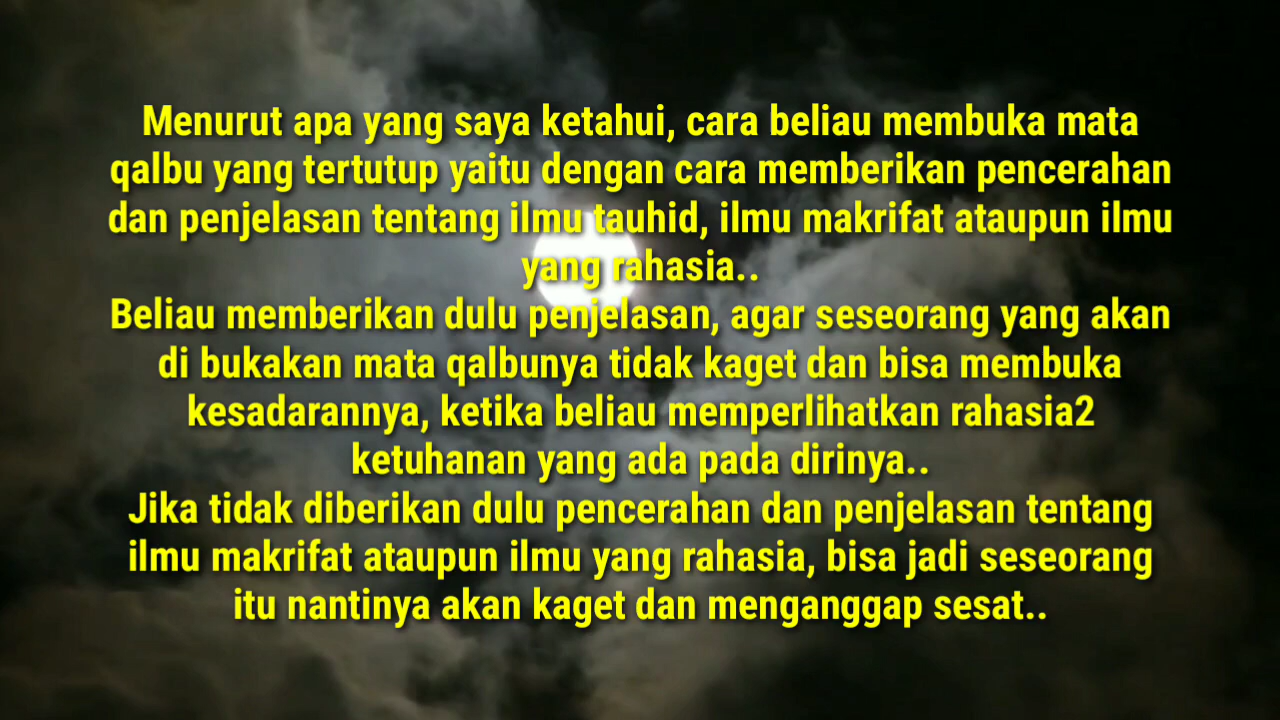 Menurut apa yang saya ketahui, cara beliau membuka mata
qalbu yang tertutup yaitu dengan cara memberikan pencerahan
dan penjelasan tentang ilmu tauhid, ilmu makrifat ataupun ilmu
yang rahasia..
Beliau memberikan dulu penjelasan, agar seseorang yang akan
di bukakan mata qalbunya tidak kaget dan bisa membuka
kesadarannya, ketika beliau memperlihatkan rahasia2
ketuhanan yang ada pada dirinya..
Jika tidak diberikan dulu pencerahan dan penjelasan tentang
ilmu makrifat ataupun ilmu yang rahasia, bisa jadi seseorang
itu nantinya akan kaget dan menganggap sesat..